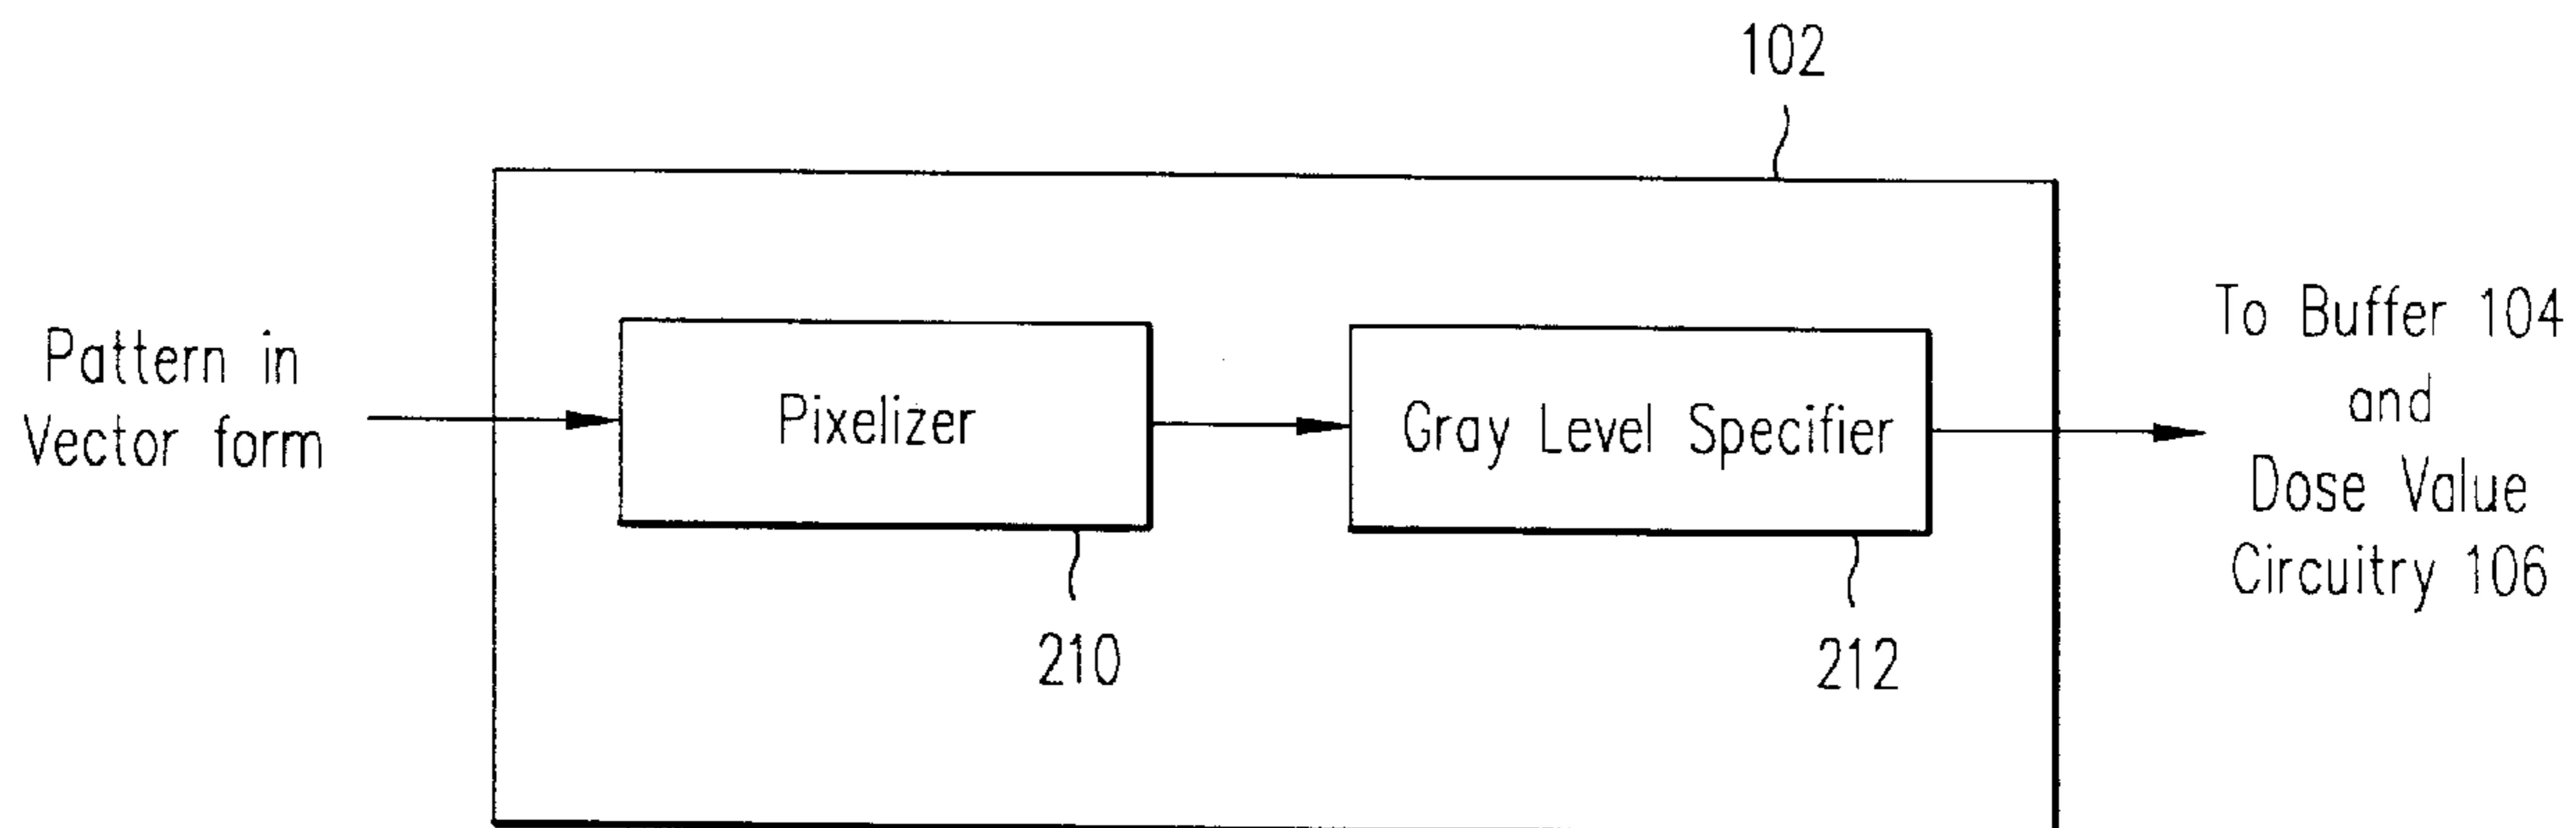 102
Pattern in
Vector form
Pixelizer
Gray Level Specifier
To Buffer 104
and
Dose Value
Circuitry 106
210
212